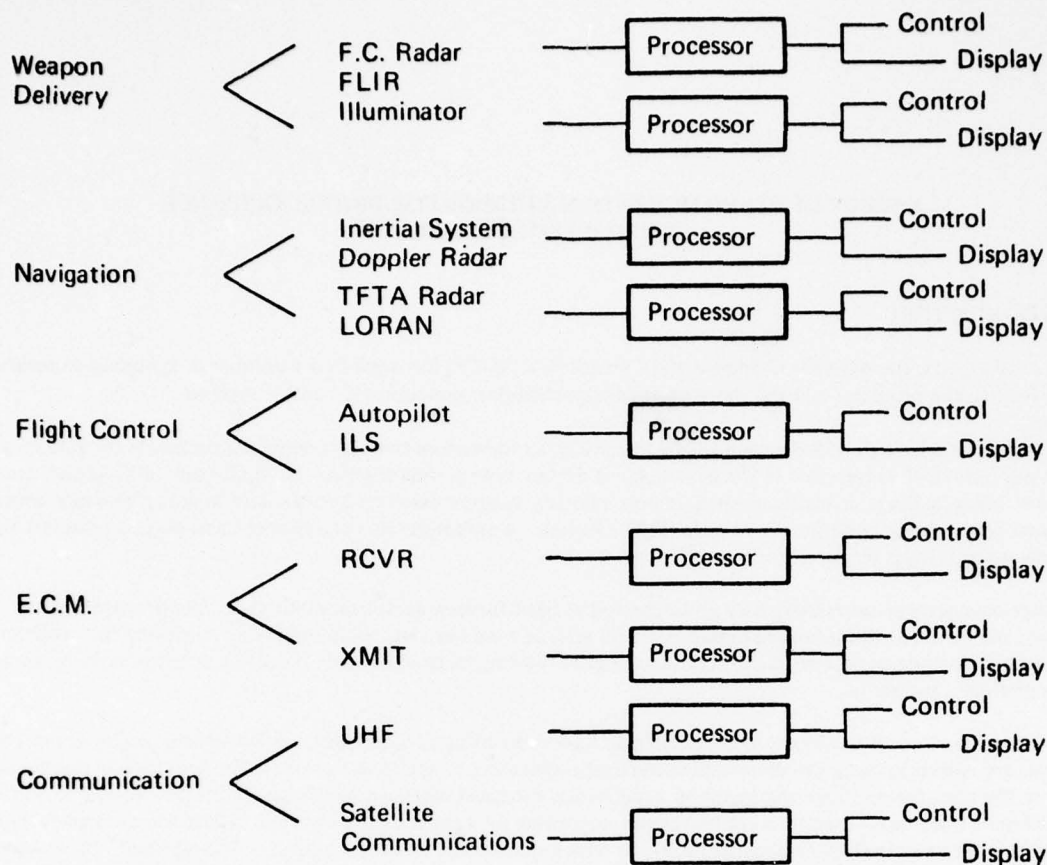 Weapon
Delivery
F.C. Radar
FLIR
Illuminator
Processor
Control
Display
Processor
Control
Display
Navigation
Inertial System
Doppler Radar
TFTA Radar
LORAN
Processor
Control
Display
Processor
Control
Display
Flight Control
Autopilot
ILS
Processor
Control
Display
E.C.M.
RCVR
Processor
Control
Display
XMIT
Processor
Control
Display
Communication
UHF
Processor
Control
Display
Satellite
Communications
Processor
Control
Display